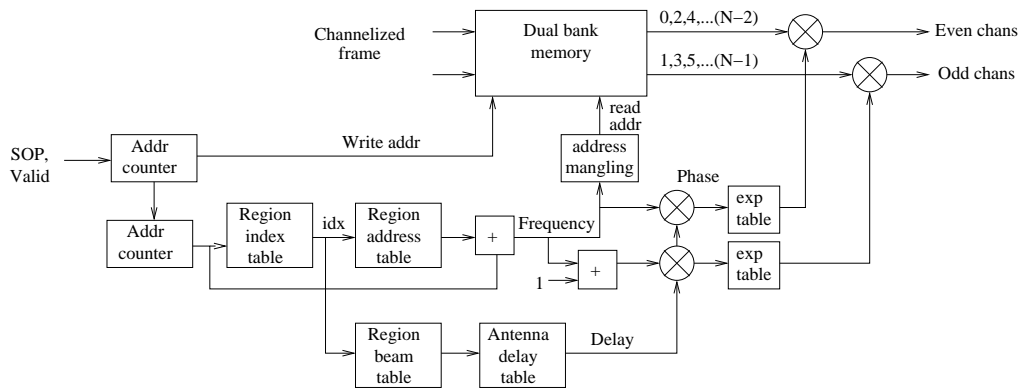 Channelized
frame
Dual bank
memory
0,2,4,...(N−2)
Even chans
1,3,5,...(N−1)
Odd chans
read
addr
SOP,
Valid
Addr
counter
Write addr
address
mangling
Phase
Addr
counter
Region
index
table
idx
Region
address
table
+
Frequency
exp
table
1
+
exp
table
Region
beam
table
Antenna
delay
table
Delay